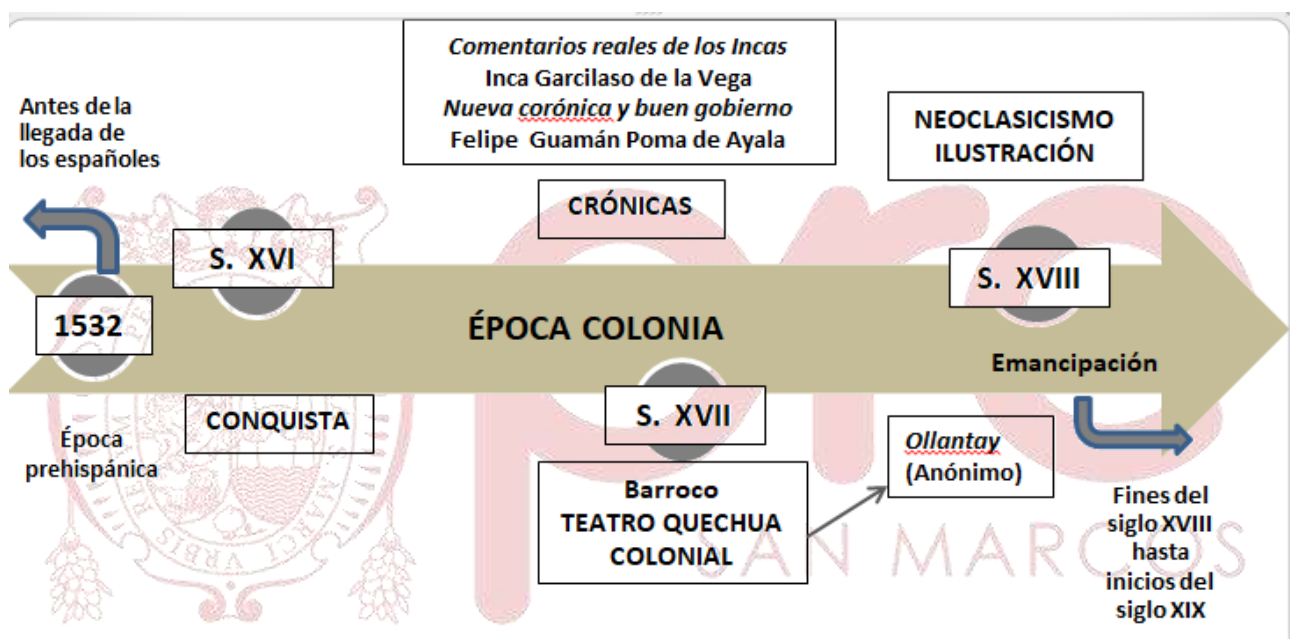 Comentarios reales de los Incas
Inca Garcilaso de la Vega
Nueva corónica y buen gobierno
Felipe Guamán Poma de Ayala
Antes de la
llegada de
los españoles
NEOCLASICISMO
ILUSTRACIÓN
CRÓNICAS
S. XVI
S. XVIII
1532
ÉPOCA COLONIA
Emancipación
CONQUISTA
S. XVII
Época
prehispánica
Ollantay
(Anónimo)
Barroco
TEATRO QUECHUA
COLONIAL
Fines del
siglo XVIII
hasta
inicios del
siglo XIX
pro
SAN MARCOS